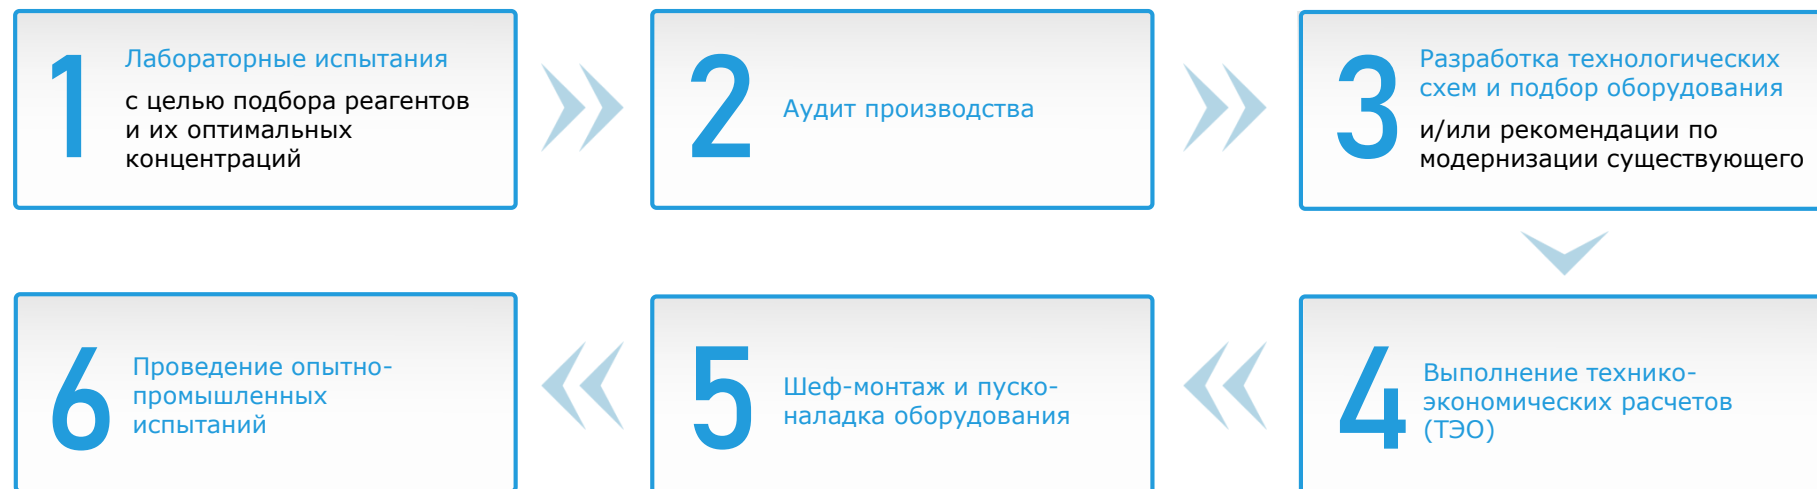 1
Лабораторные испытания
с целью подбора реагентов
и их оптимальных
концентраций
2
Аудит производства
3
Разработка технологических
схем и подбор оборудования
и/или рекомендации по
модернизации существующего
4
Выполнение технико-
экономических расчетов
(ТЭО)
5
Шеф-монтаж и пуско-
наладка оборудования
6
Проведение опытно-
промышленных
испытаний